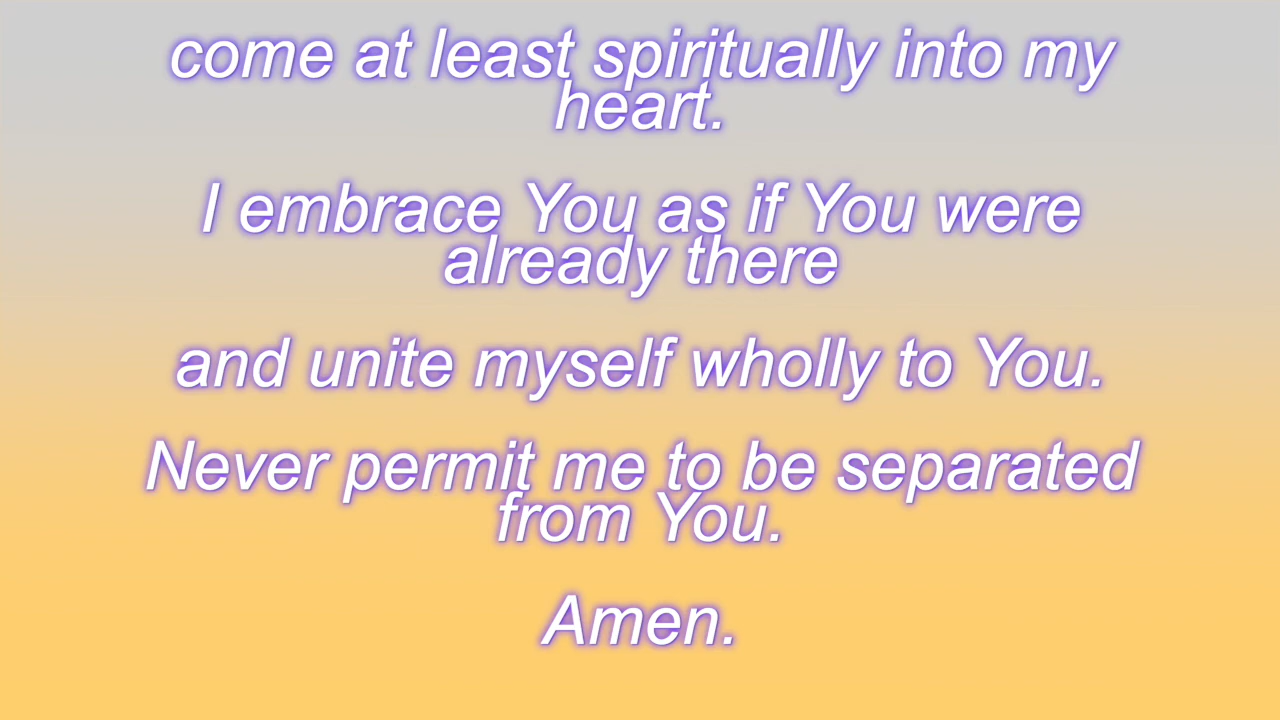 come at least spiritually into my
heart.
I embrace You as if You were
already there
and unite myself wholly to You.
Never permit me to be separated
from You.
Amen.